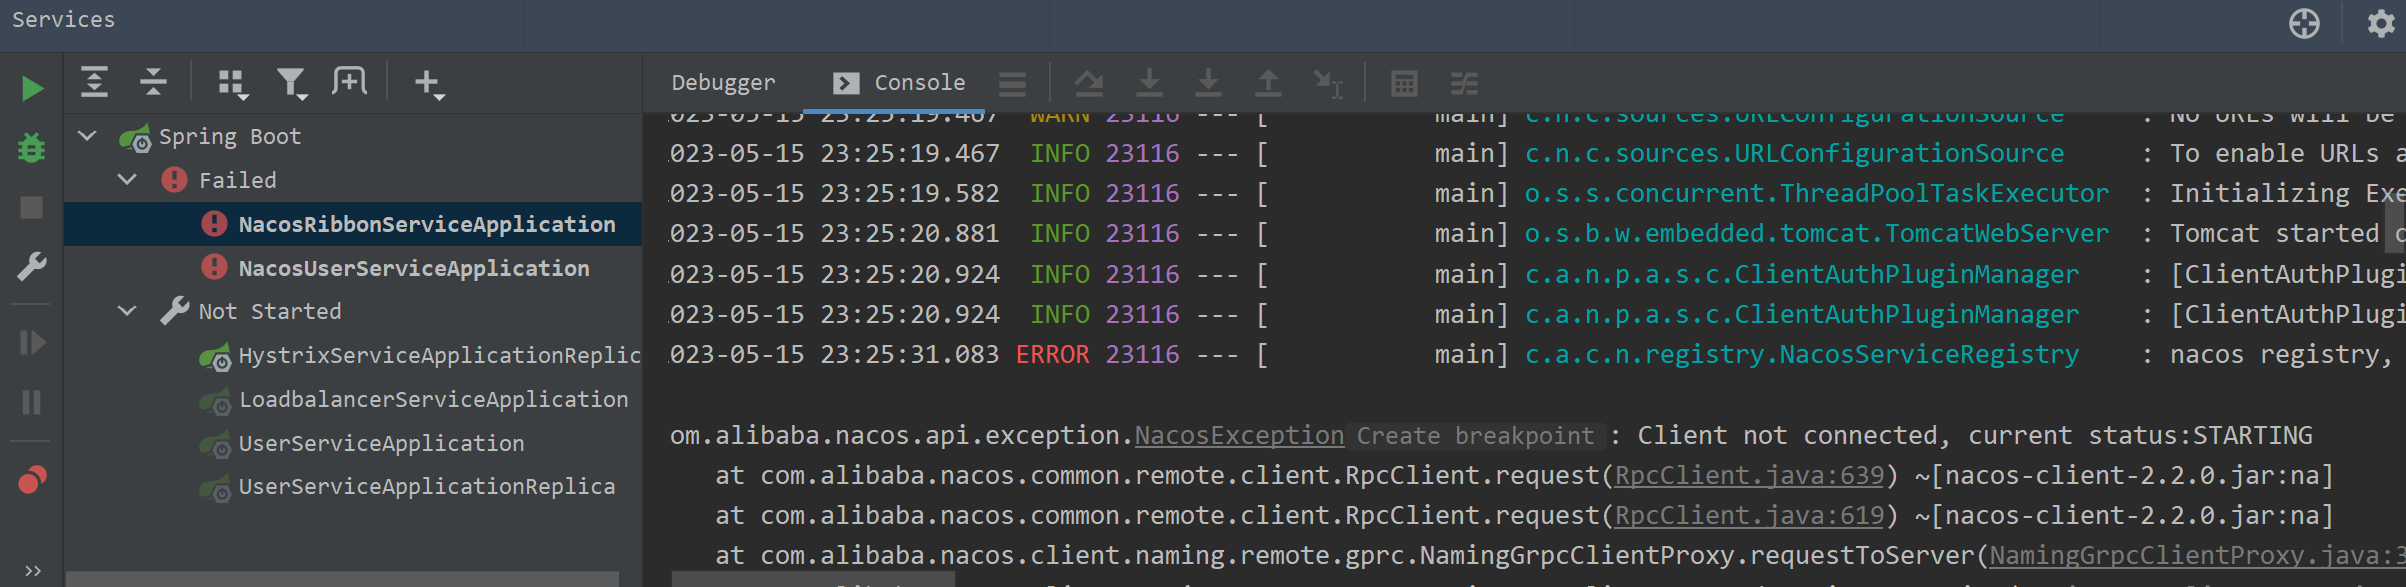 Services
Debugger
Console
Spring Boot
Failed
NacosRibbonServiceApplication
NacosUserServiceApplication
Not Started
HystrixServiceApplicationReplic
LoadbalancerServiceApplication
UserServiceApplication
UserServiceApplicationReplica
023-05-15 23:25:19.467 WARN 23116 --- [ main] c.n.c.sources.URLConfigurationSource : No URLs will be
023-05-15 23:25:19.467 INFO 23116 --- [ main] c.n.c.sources.URLConfigurationSource : To enable URLs a
023-05-15 23:25:19.582 INFO 23116 --- [ main] o.s.s.concurrent.ThreadPoolTaskExecutor : Initializing Exe
023-05-15 23:25:20.881 INFO 23116 --- [ main] o.s.b.w.embedded.tomcat.TomcatWebServer : Tomcat started
023-05-15 23:25:20.924 INFO 23116 --- [ main] c.a.n.p.a.s.c.ClientAuthPluginManager : [ClientAuthPlugi
023-05-15 23:25:20.924 INFO 23116 --- [ main] c.a.n.p.a.s.c.ClientAuthPluginManager : [ClientAuthPlugi
023-05-15 23:25:31.083 ERROR 23116 --- [ main] c.a.c.n.registry.NacosServiceRegistry : nacos registry,
om.alibaba.nacos.api.exception.NacosException Create breakpoint : Client not connected, current status:STARTING
at com.alibaba.nacos.common.remote.client.RpcClient.request(RpcClient.java:639) ~[nacos-client-2.2.0.jar:na]
at com.alibaba.nacos.common.remote.client.RpcClient.request(RpcClient.java:619) ~[nacos-client-2.2.0.jar:na]
at com.alibaba.nacos.client.naming.remote.gprc.NamingGrpcClientProxy.requestToServer(NamingGrpcClientProxy.java:3